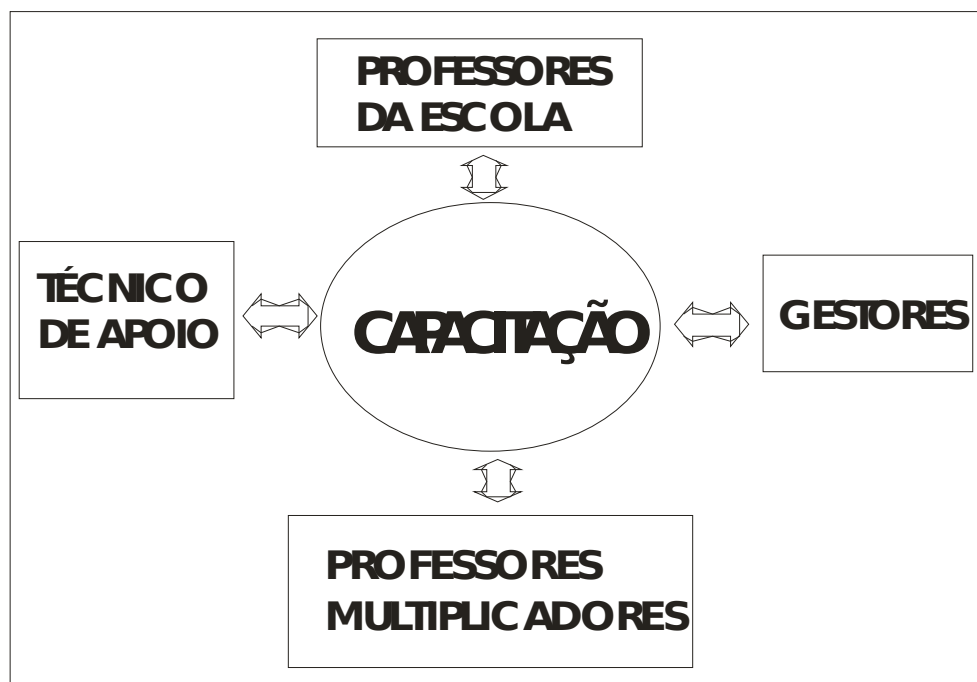 PROFESSORES
DA ESCOLA
TÉCNICO
DE APOIO
CAPACITAÇÃO
GESTORES
PROFESSORES
MULTIPLICADORES